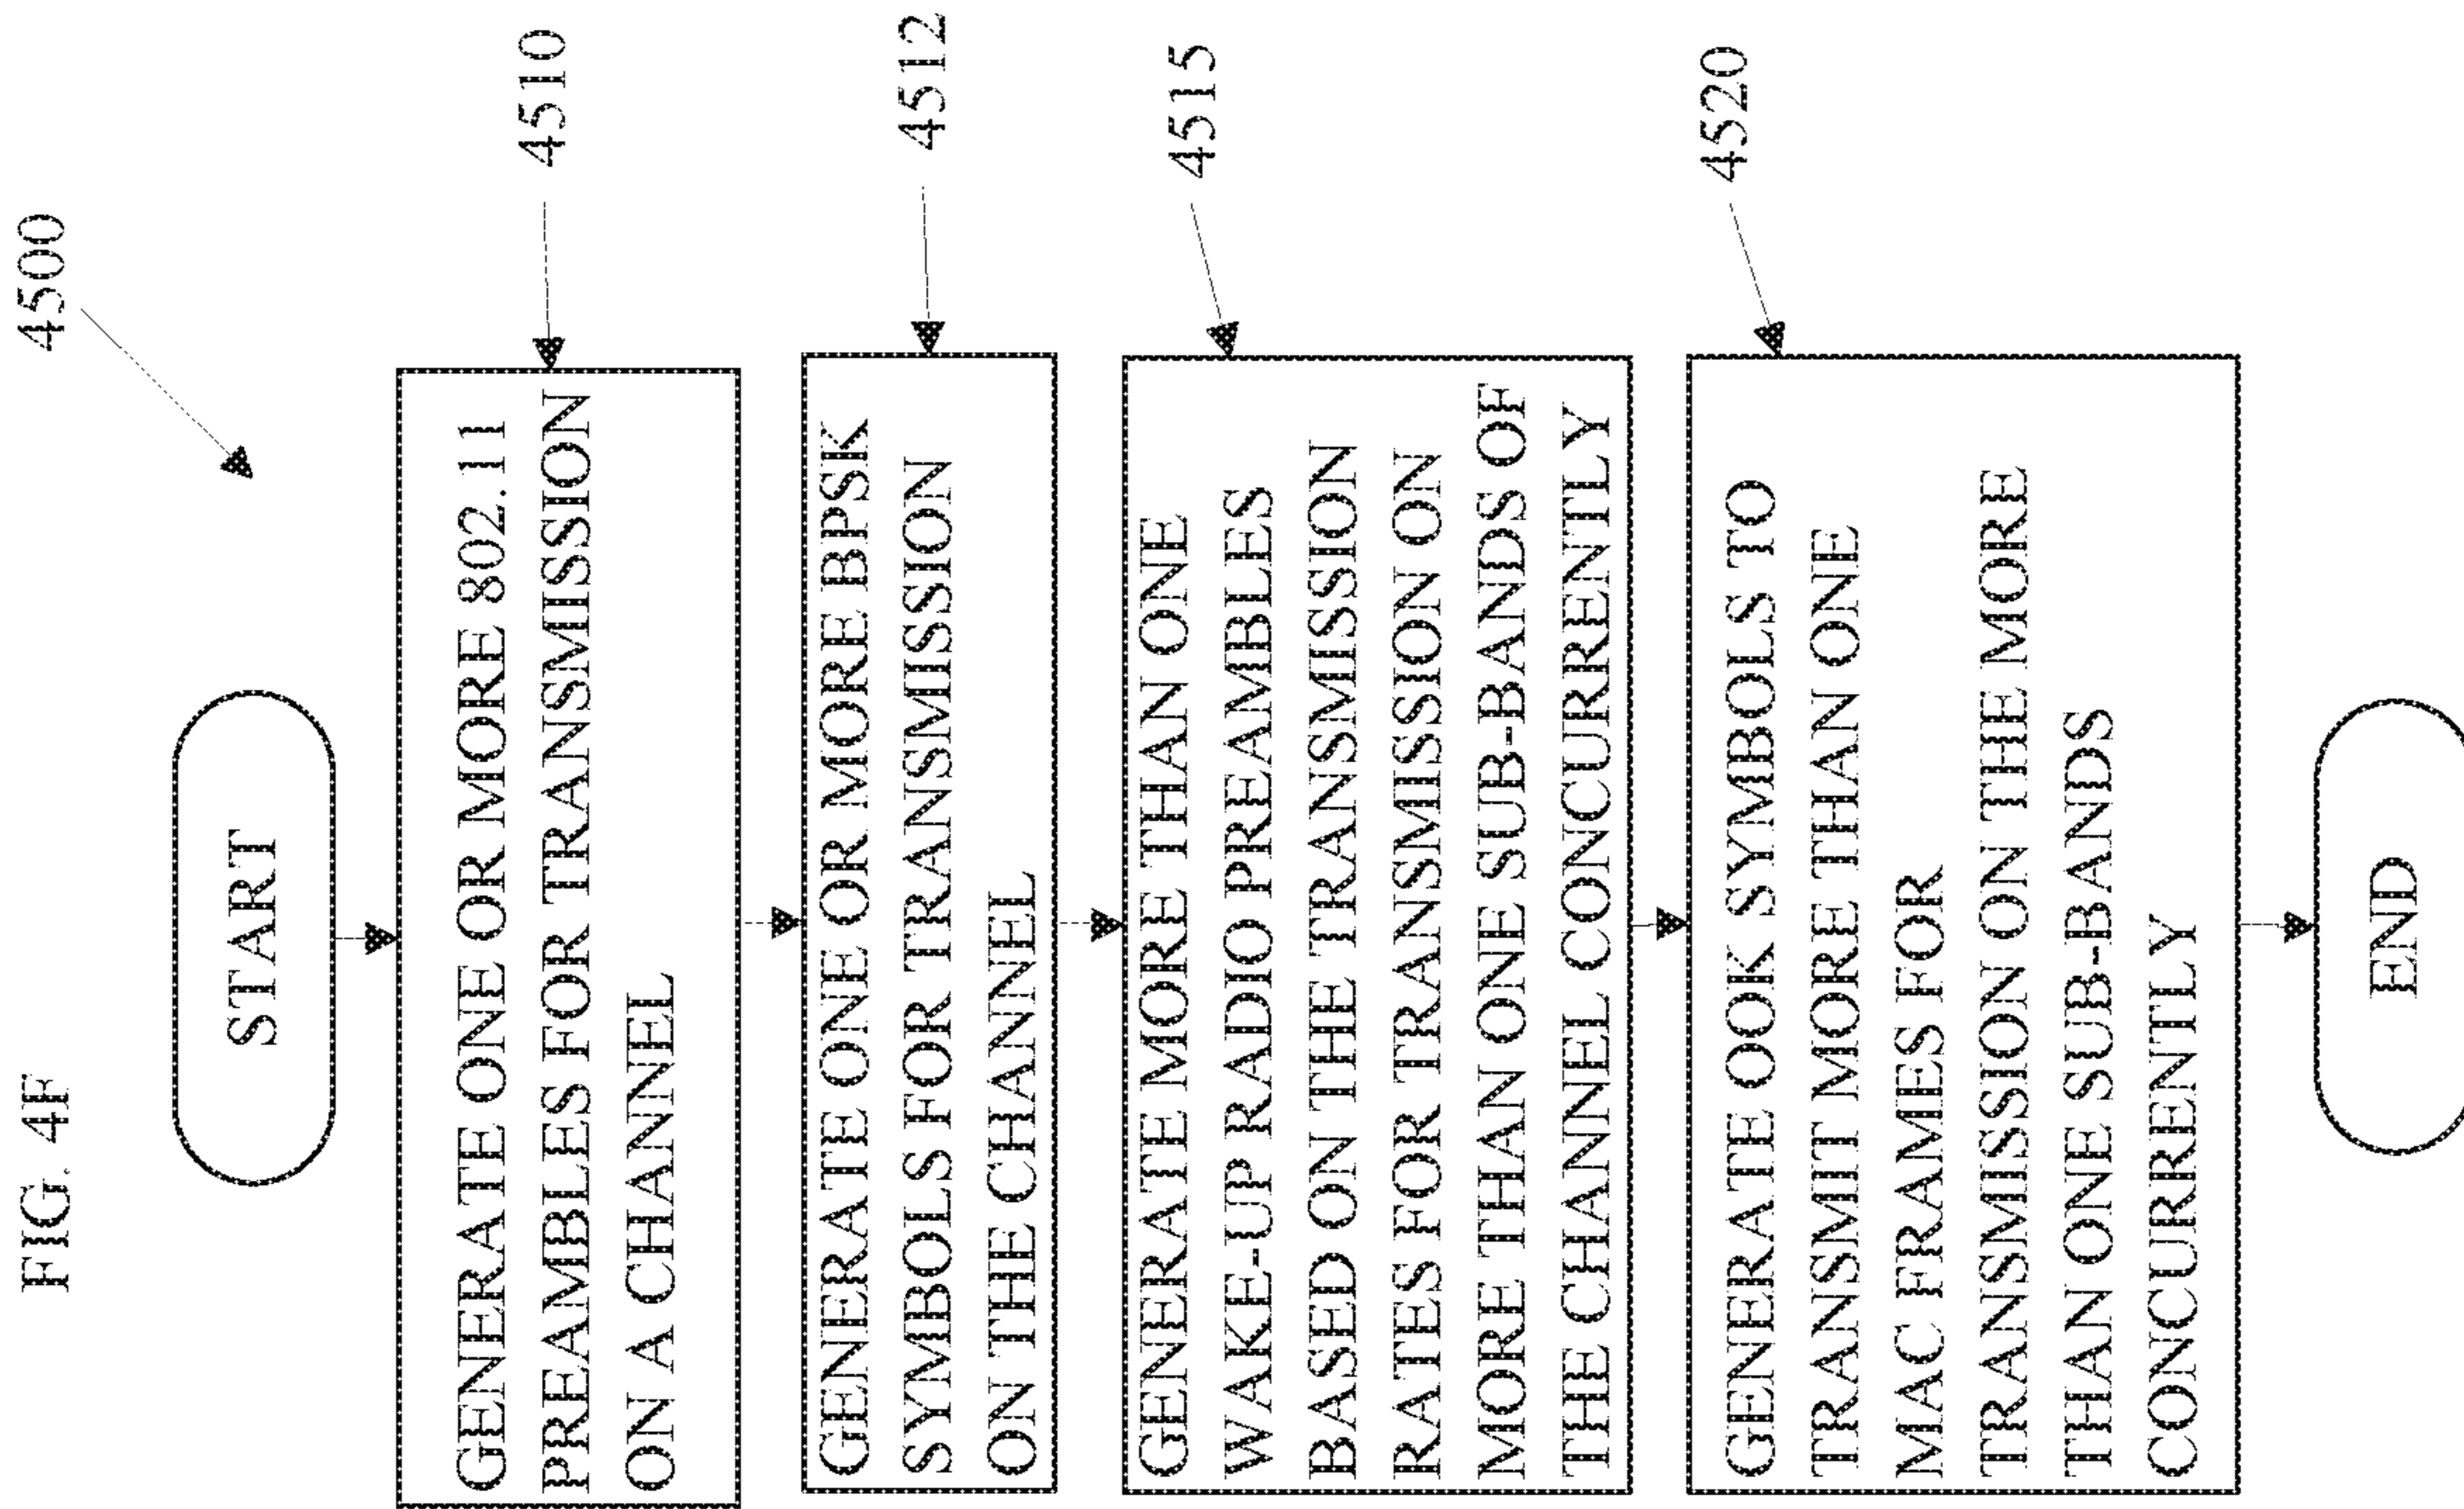 FIG. 4F
4500
START
GENERATE ONE OR MORE 802.11
PREAMBLES FOR TRANSMISSION
ON A CHANNEL
4510
GENERATE ONE OR MORE BPSK
SYMBOLS FOR TRANSMISSION
ON THE CHANNEL
4512
GENERATE MORE THAN ONE
WAKE-UP RADIO PREAMBLES
BASED ON THE TRANSMISSION
RATES FOR TRANSMISSION ON
MORE THAN ONE SUB-BANDS OF
THE CHANNEL CONCURRENTLY
4515
GENERATE OOK SYMBOLS TO
TRANSMIT MORE THAN ONE
MAC FRAMES FOR
TRANSMISSION ON THE MORE
THAN ONE SUB-BANDS
CONCURRENTLY
4520
END